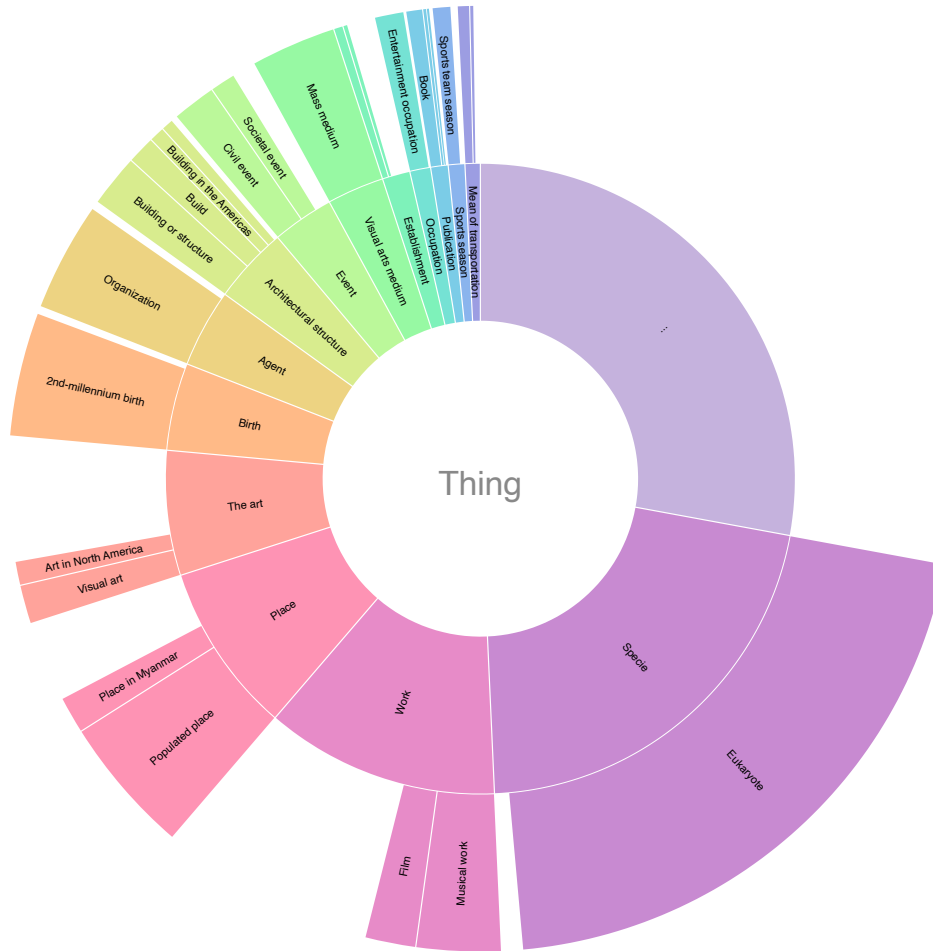 Thing
...
Specie
Eukaryote
Work
Musical work
Film
Place
Populated place
Place in Myanmar
The art
Visual art
Art in North America
Birth
2nd-millennium birth
Agent
Organization
Architectural structure
Building or structure
Build
Building in the Americas
Event
Civil event
Societal event
Visual arts medium
Mass medium
Establishment
Occupation
Entertainment occupation
Publication
Book
Sports season
Sports team season
Mean of transportation